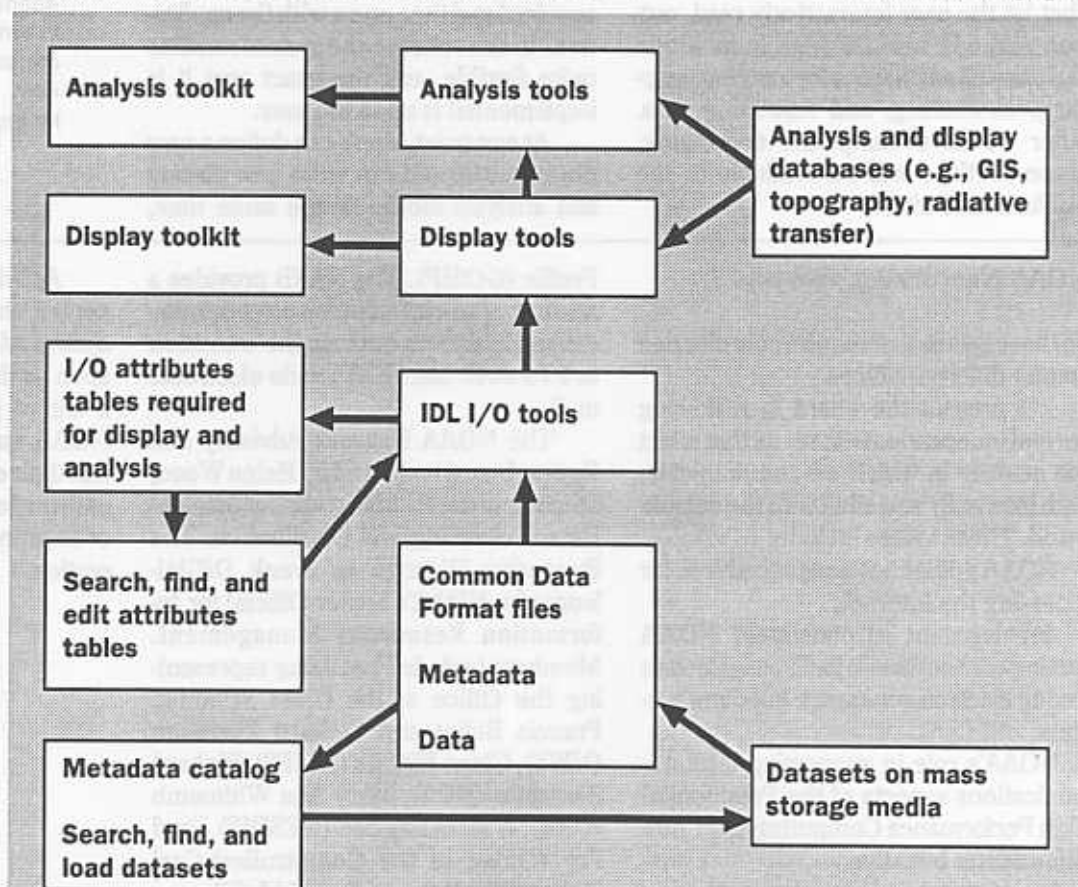 Analysis toolkit
Analysis tools
Analysis and display
databases (e.g., GIS,
topography, radiative
transfer)
Display toolkit
Display tools
I/O attributes
tables required
for display and
analysis
IDL I/O tools
Search, find, and
edit attributes
tables
Common Data
Format files
Metadata
Data
Metadata catalog
Search, find, and
load datasets
Datasets on mass
storage media